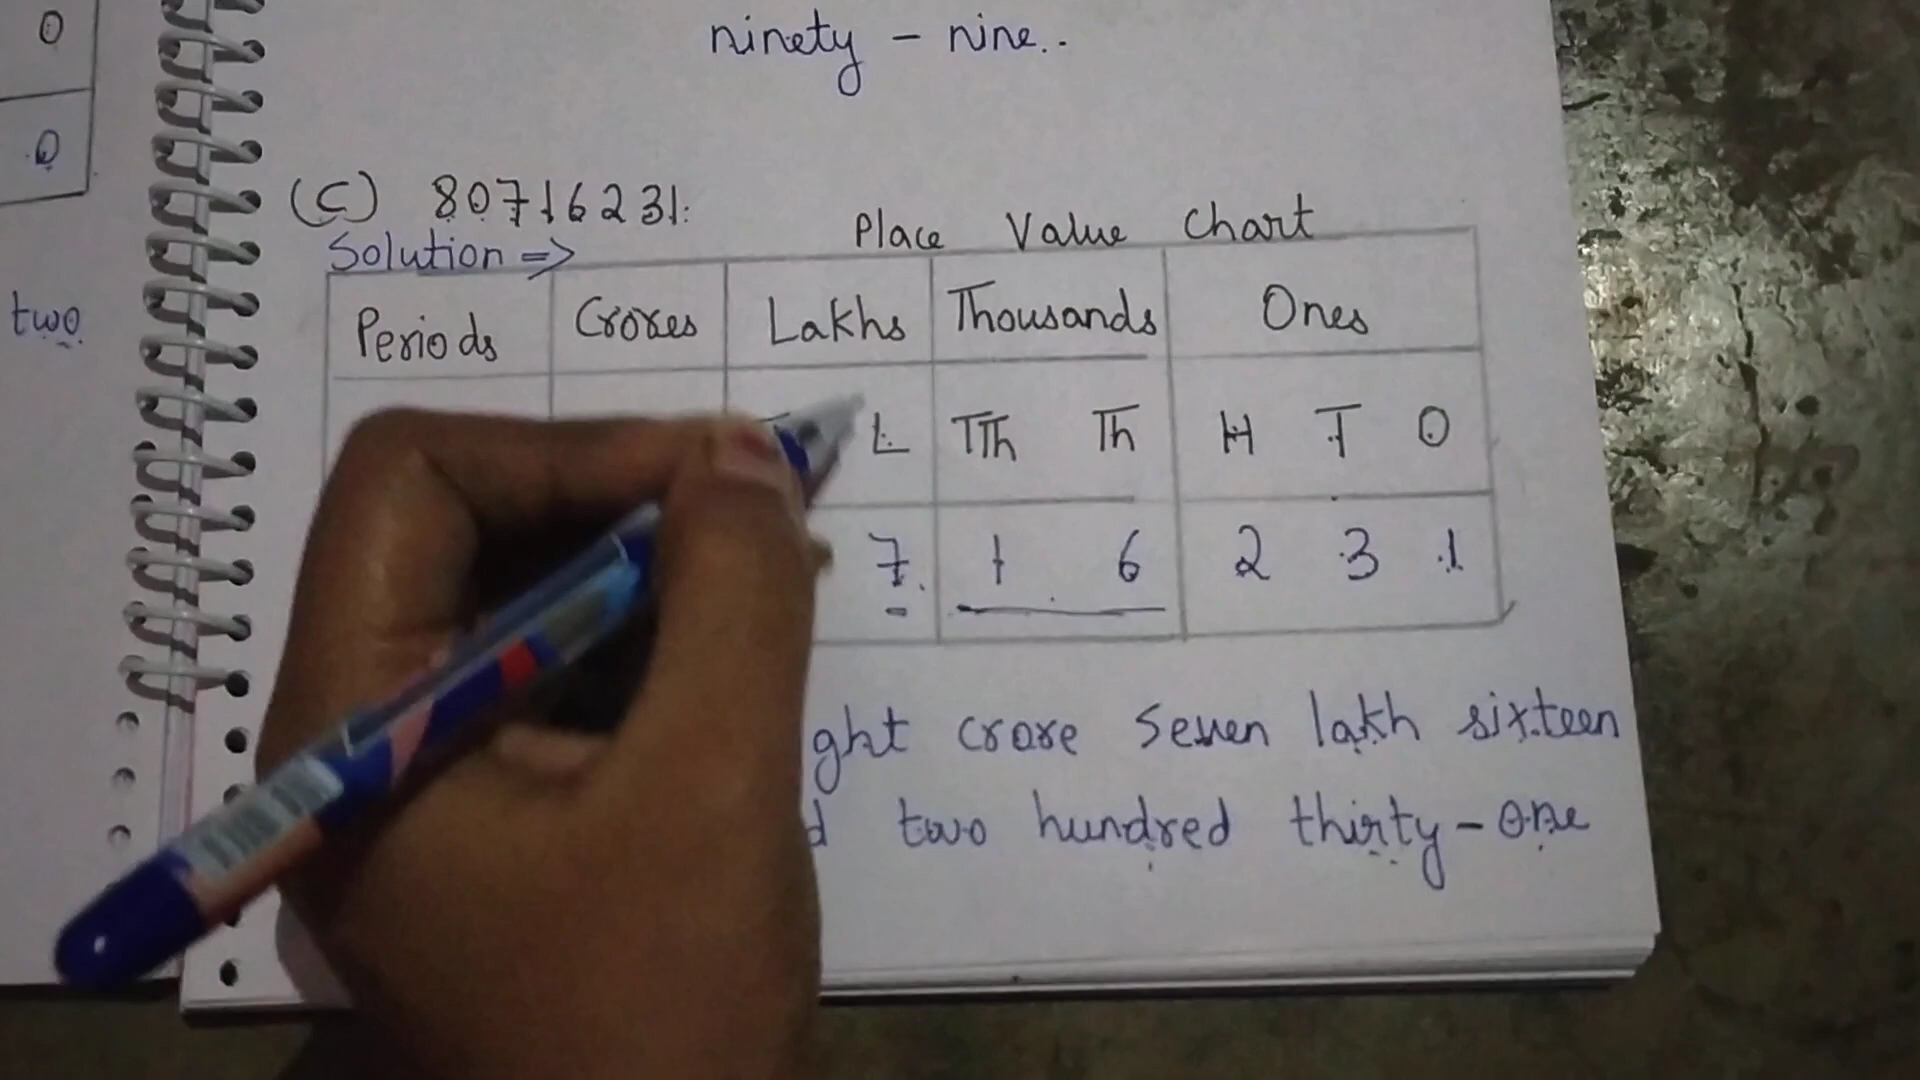 0
0
two
ninety - nine..
(C) 80716231.
Place Value Chart
Solution =>
Periods Crores Lakhs Thousands Ones
L TTh Th H T O
7 1 6 2 3 1
ght crore seven lakh sixteen
d two hundred thirty-one